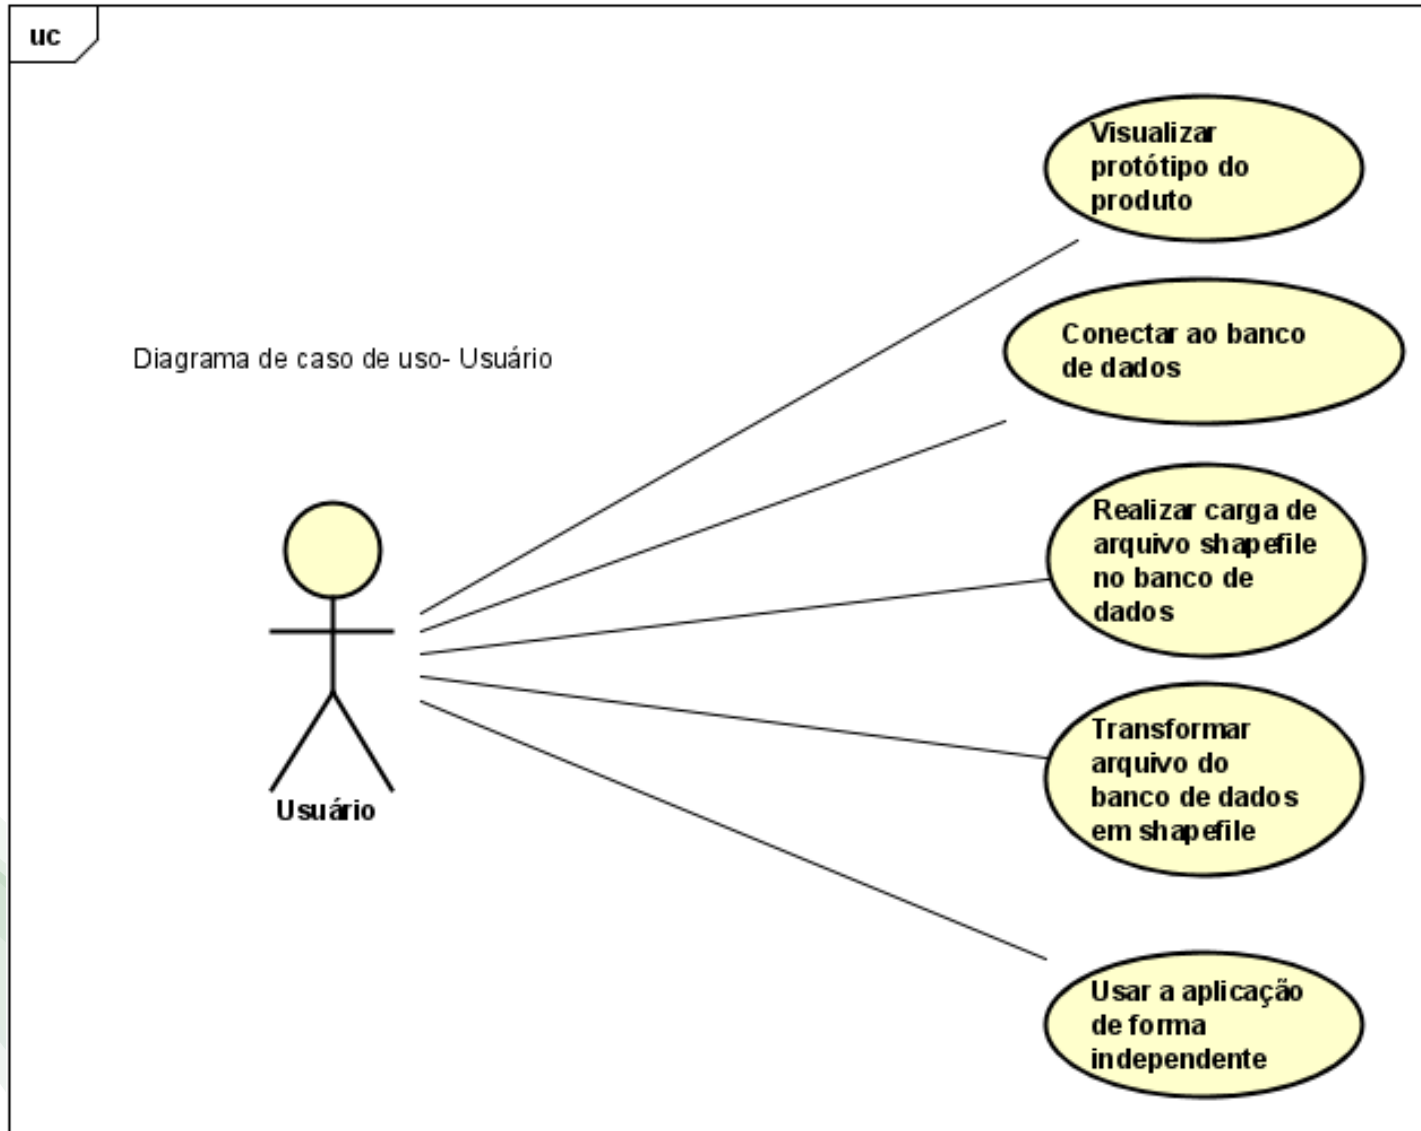 uc
Visualizar
protótipo do
produto
Conectar ao banco
de dados
Diagrama de caso de uso- Usuário
Realizar carga de
arquivo shapefile
no banco de
dados
Transformar
arquivo do
banco de dados
em shapefile
Usuário
Usar a aplicação
de forma
independente